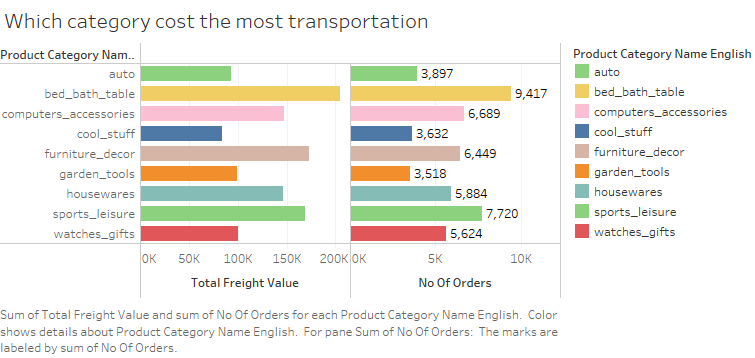 Which category cost the most transportation
Product Category Nam..
auto 3,897
bed_bath_table 9,417
computers_accessories 6,689
cool_stuff 3,632
furniture_decor 6,449
garden_tools 3,518
housewares 5,884
sports_leisure 7,720
watches_gifts 5,624
0K 50K 100K 150K 200K 0K 5K 10K
Total Freight Value No Of Orders
Product Category Name English
auto
bed_bath_table
computers_accessories
cool_stuff
furniture_decor
garden_tools
housewares
sports_leisure
watches_gifts
Sum of Total Freight Value and sum of No Of Orders for each Product Category Name English. Color
shows details about Product Category Name English. For pane Sum of No Of Orders: The marks are
labeled by sum of No Of Orders.